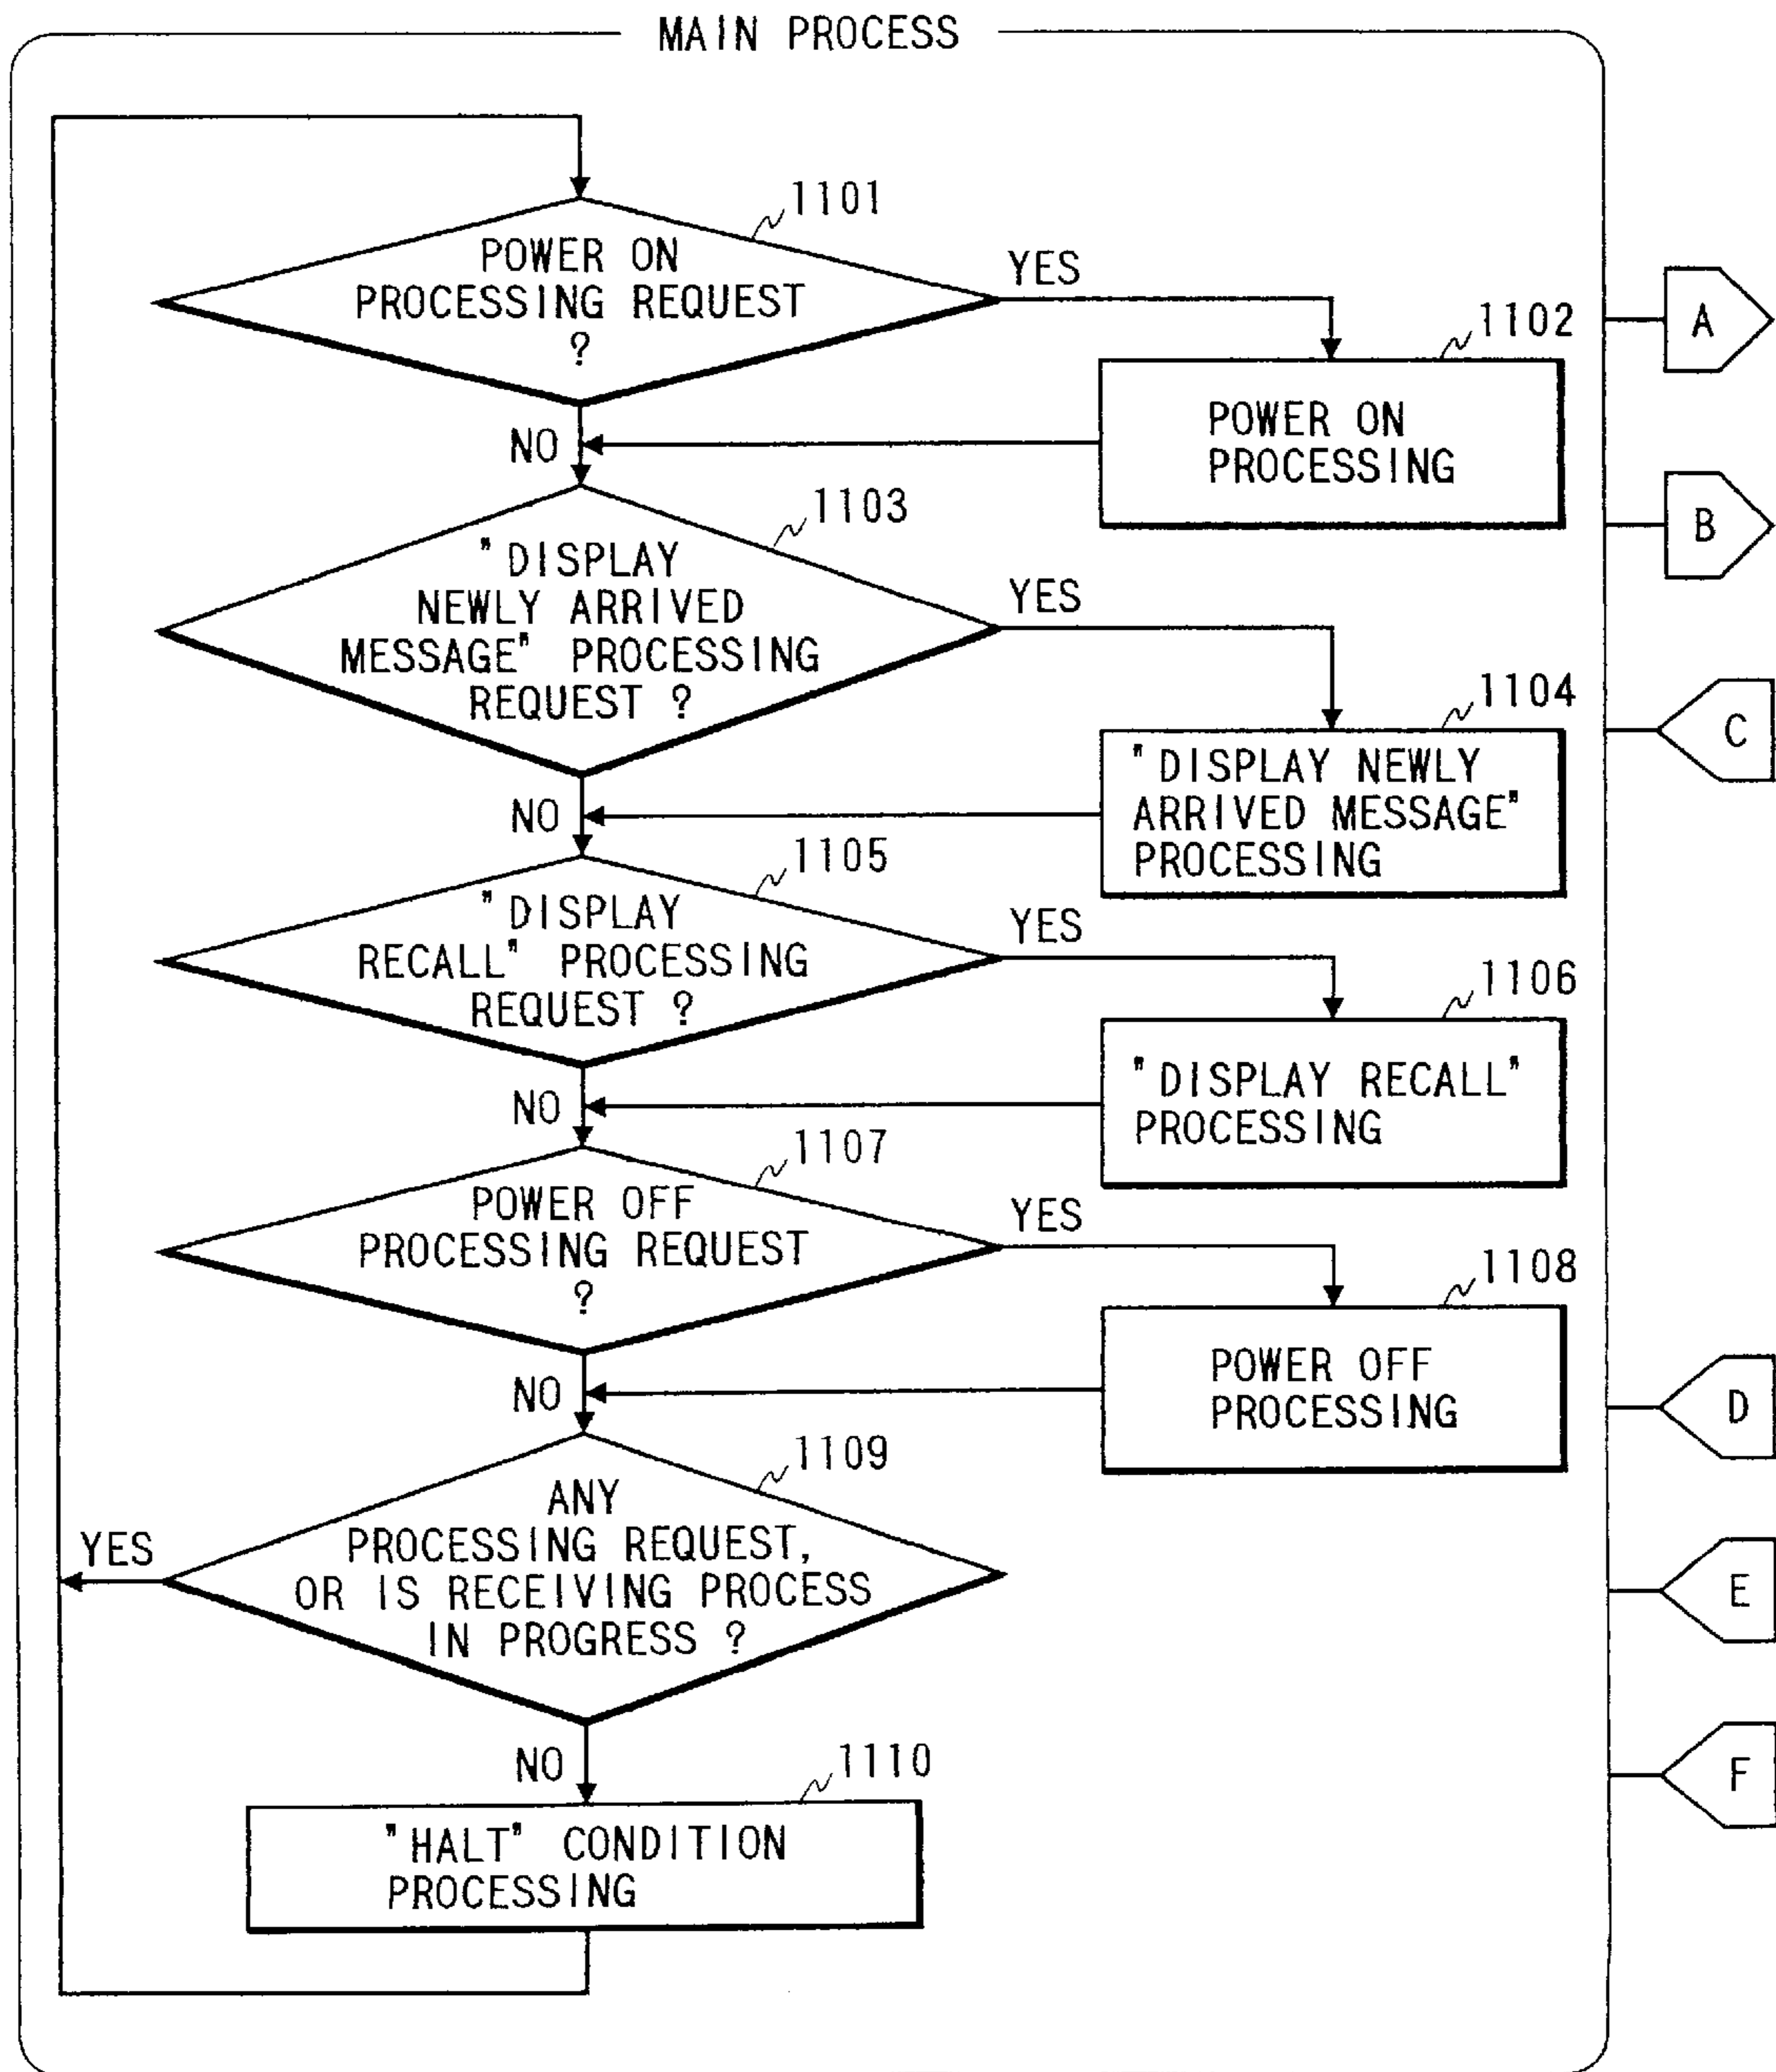 MAIN PROCESS
1101
POWER ON
PROCESSING REQUEST
?
YES
1102
POWER ON
PROCESSING
NO
1103
"DISPLAY
NEWLY ARRIVED
MESSAGE" PROCESSING
REQUEST ?
YES
1104
"DISPLAY NEWLY
ARRIVED MESSAGE"
PROCESSING
NO
1105
"DISPLAY
RECALL" PROCESSING
REQUEST ?
YES
1106
"DISPLAY RECALL"
PROCESSING
NO
1107
POWER OFF
PROCESSING REQUEST
?
YES
1108
POWER OFF
PROCESSING
NO
1109
ANY
PROCESSING REQUEST,
OR IS RECEIVING PROCESS
IN PROGRESS ?
YES
NO
1110
"HALT" CONDITION
PROCESSING
A
B
C
D
E
F